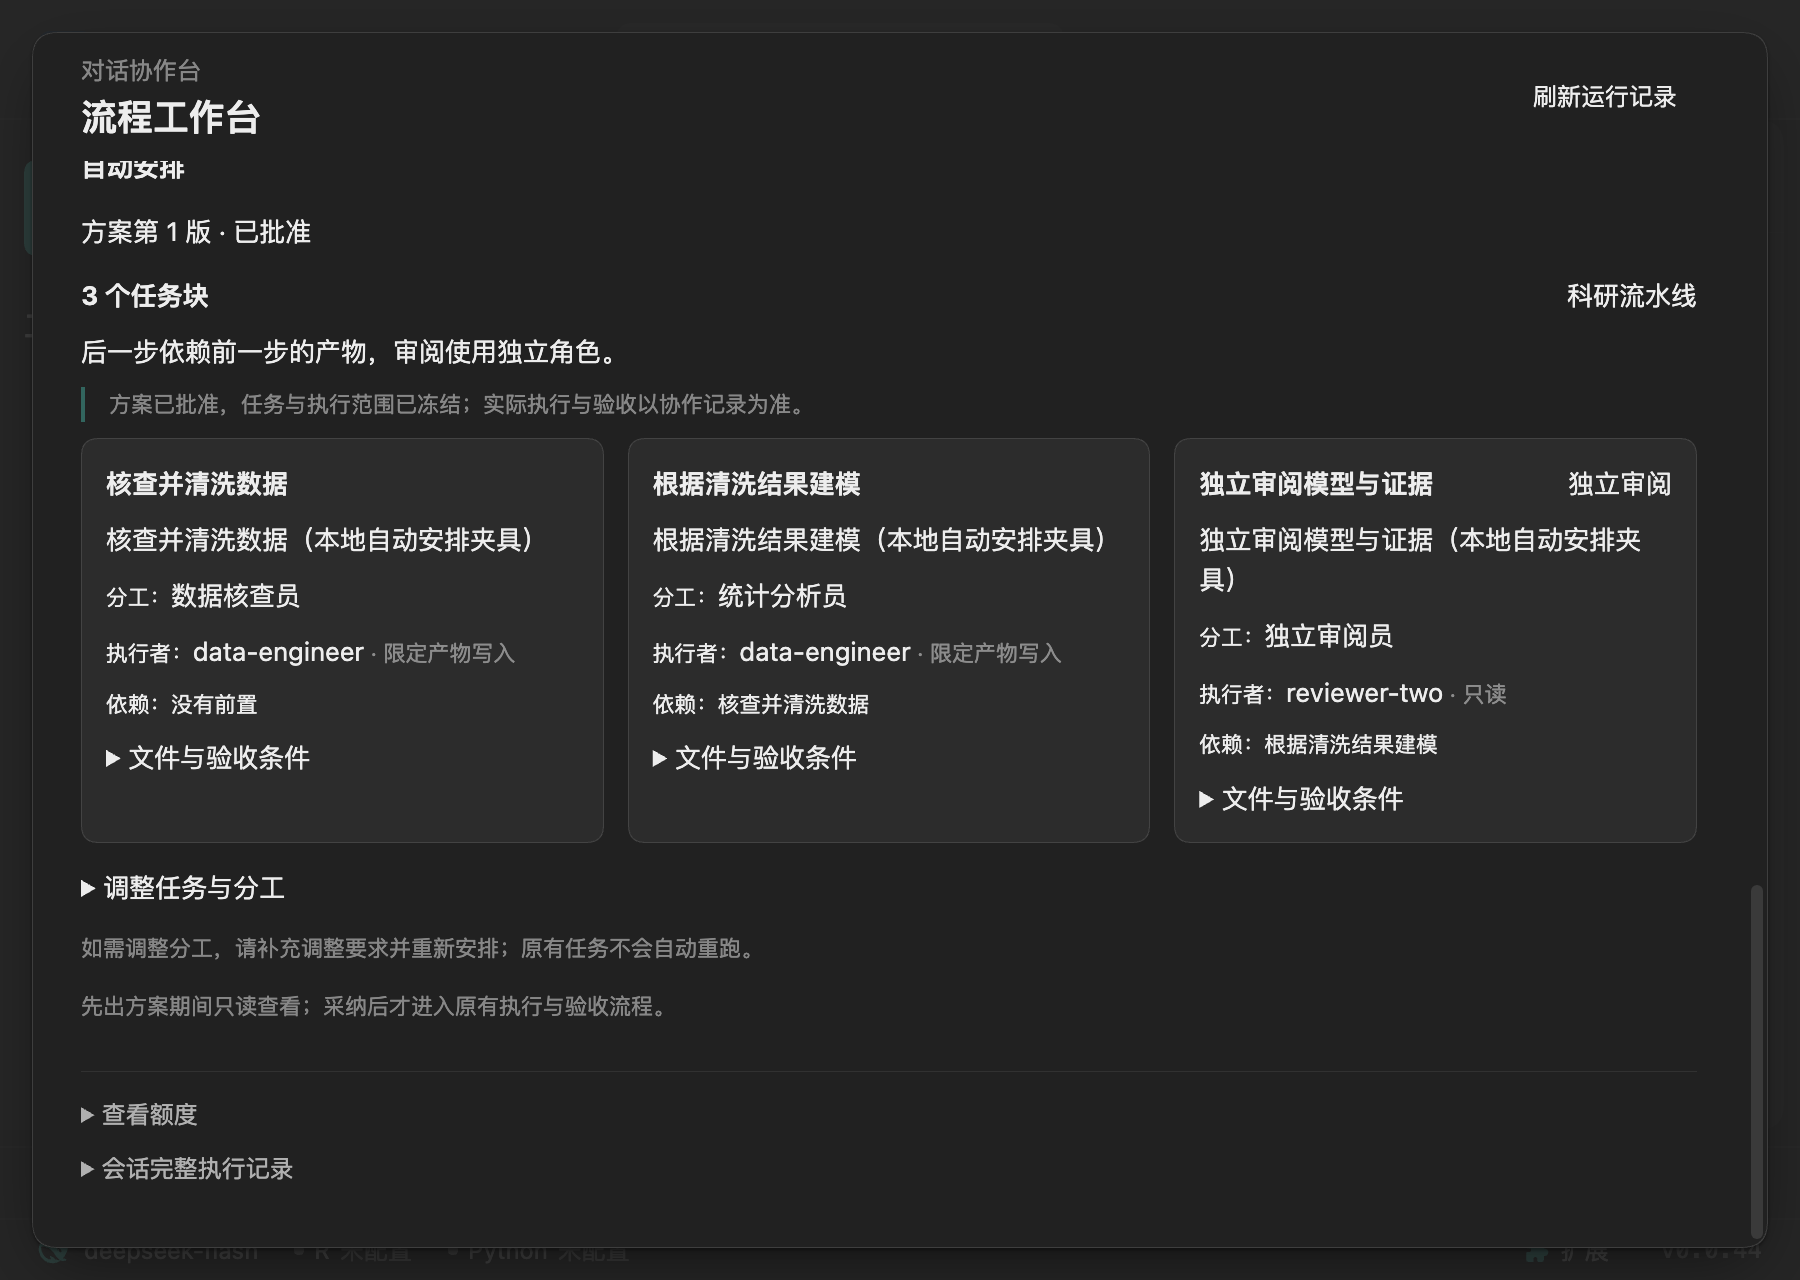 对话协作台
流程工作台
刷新运行记录
自动安排
方案第 1 版 · 已批准
3 个任务块
科研流水线
后一步依赖前一步的产物，审阅使用独立角色。
方案已批准，任务与执行范围已冻结；实际执行与验收以协作记录为准。
核查并清洗数据
核查并清洗数据（本地自动安排夹具）
分工：数据核查员
执行者：data-engineer · 限定产物写入
依赖：没有前置
▶ 文件与验收条件
根据清洗结果建模
根据清洗结果建模（本地自动安排夹具）
分工：统计分析员
执行者：data-engineer · 限定产物写入
依赖：核查并清洗数据
▶ 文件与验收条件
独立审阅模型与证据
独立审阅
独立审阅模型与证据（本地自动安排夹
具）
分工：独立审阅员
执行者：reviewer-two · 只读
依赖：根据清洗结果建模
▶ 文件与验收条件
▶ 调整任务与分工
如需调整分工，请补充调整要求并重新安排；原有任务不会自动重跑。
先出方案期间只读查看；采纳后才进入原有执行与验收流程。
▶ 查看额度
▶ 会话完整执行记录
R 未配置
Python 未配置
扩展
v0.0.44